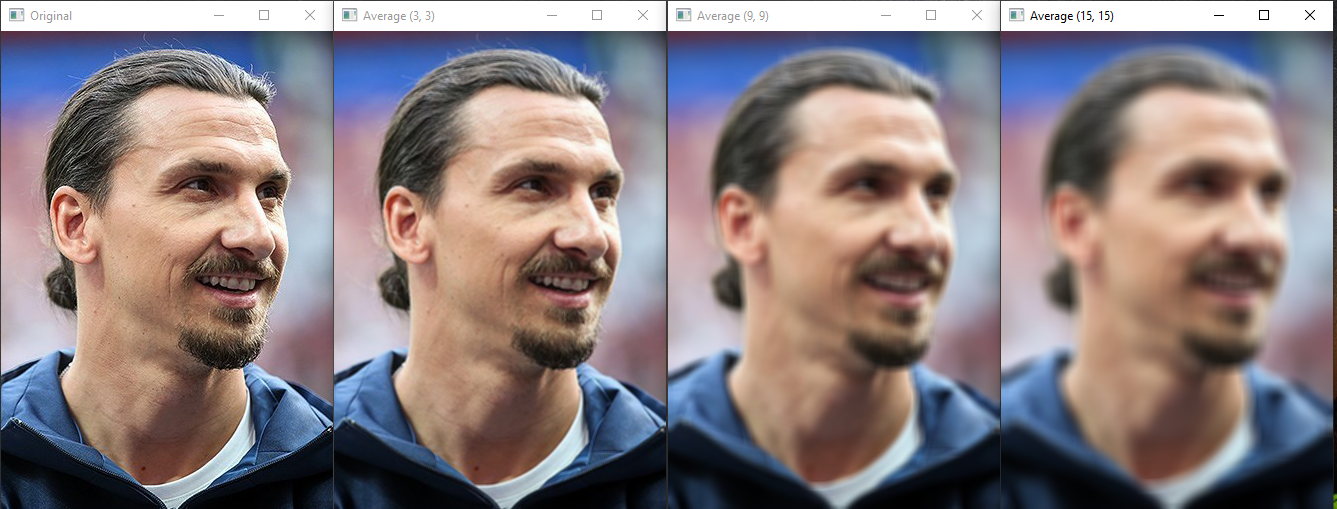 Original
Average (3, 3)
Average (9, 9)
Average (15, 15)